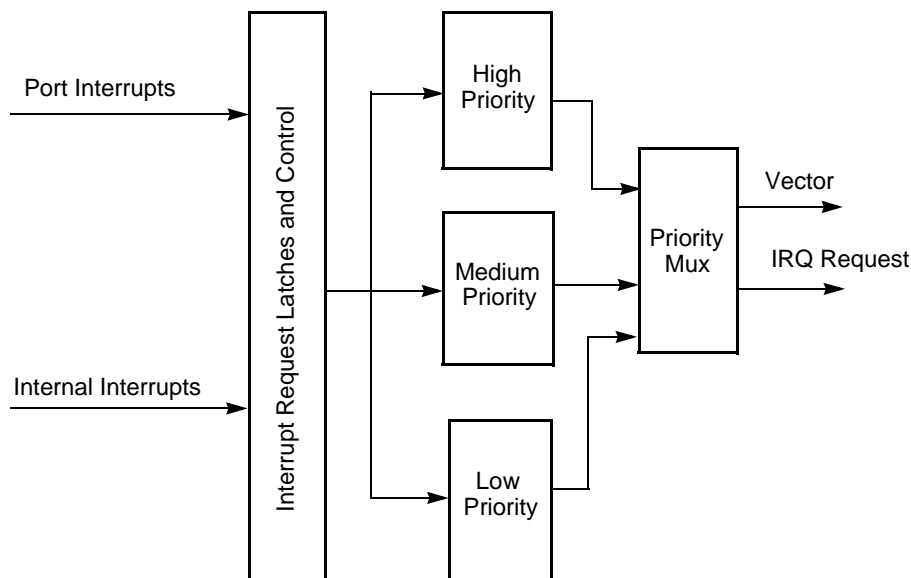 Port Interrupts
Internal Interrupts
Interrupt Request Latches and Control
High
Priority
Medium
Priority
Low
Priority
Priority
Mux
Vector
IRQ Request